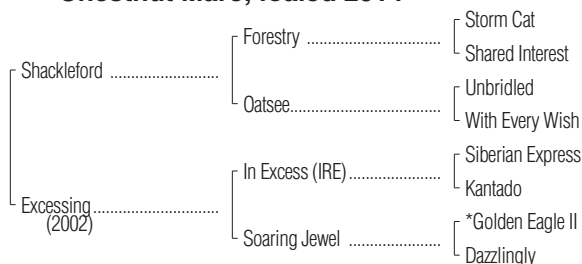 Chestnut Mare; foaled
Storm Cat
Forestry
Shared Interest
Shackleford
Unbridled
Oatsee
With Every Wish
Siberian Express
In Excess (IRE)
Kantado
Excessing
(2002)
*Golden Eagle II
Soaring Jewel
Dazzlingly